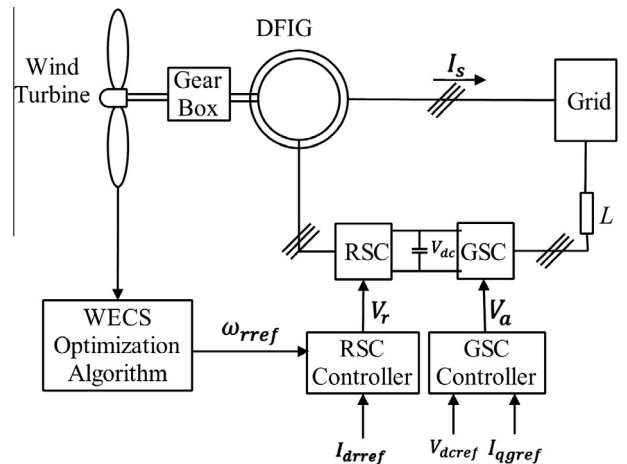 DFIG
Wind
Turbine
Gear
Box
I_s
Grid
L
RSC
V_dc
GSC
V_r
V_a
WECS
Optimization
Algorithm
ω_rref
RSC
Controller
GSC
Controller
I_drref
V_dcref
I_qgref